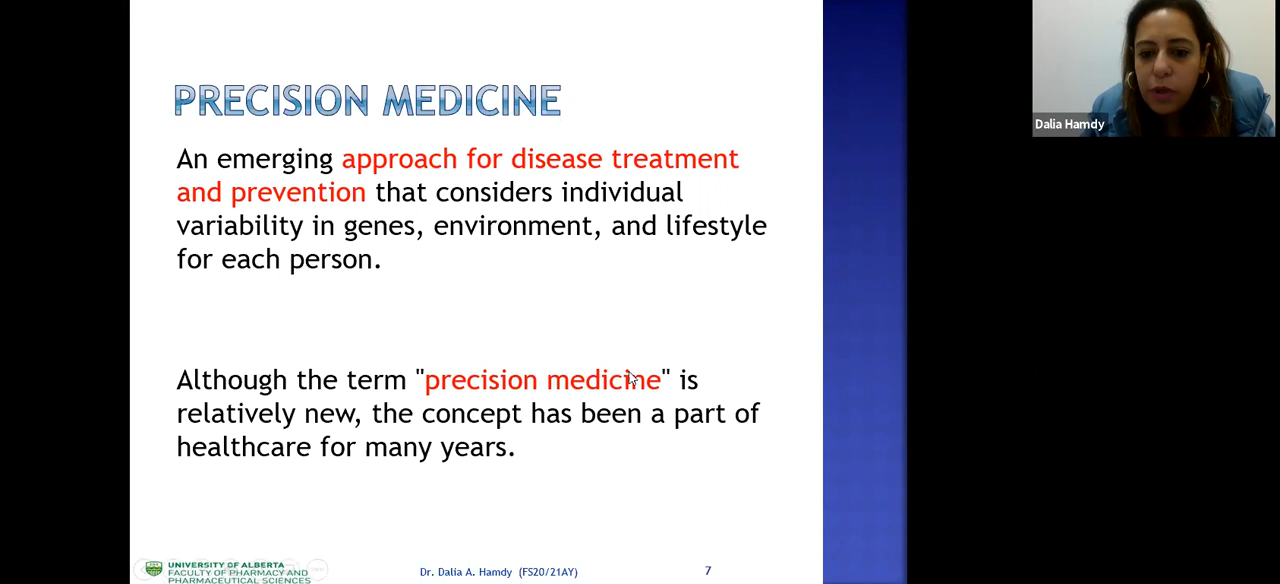 PRECISION MEDICINE
An emerging approach for disease treatment
and prevention that considers individual
variability in genes, environment, and lifestyle
for each person.
Although the term "precision medicine" is
relatively new, the concept has been a part of
healthcare for many years.
UNIVERSITY OF ALBERTA
FACULTY OF PHARMACY AND
PHARMACEUTICAL SCIENCES
Dr. Dalia A. Hamdy (FS20/21AY)
7
Dalia Hamdy